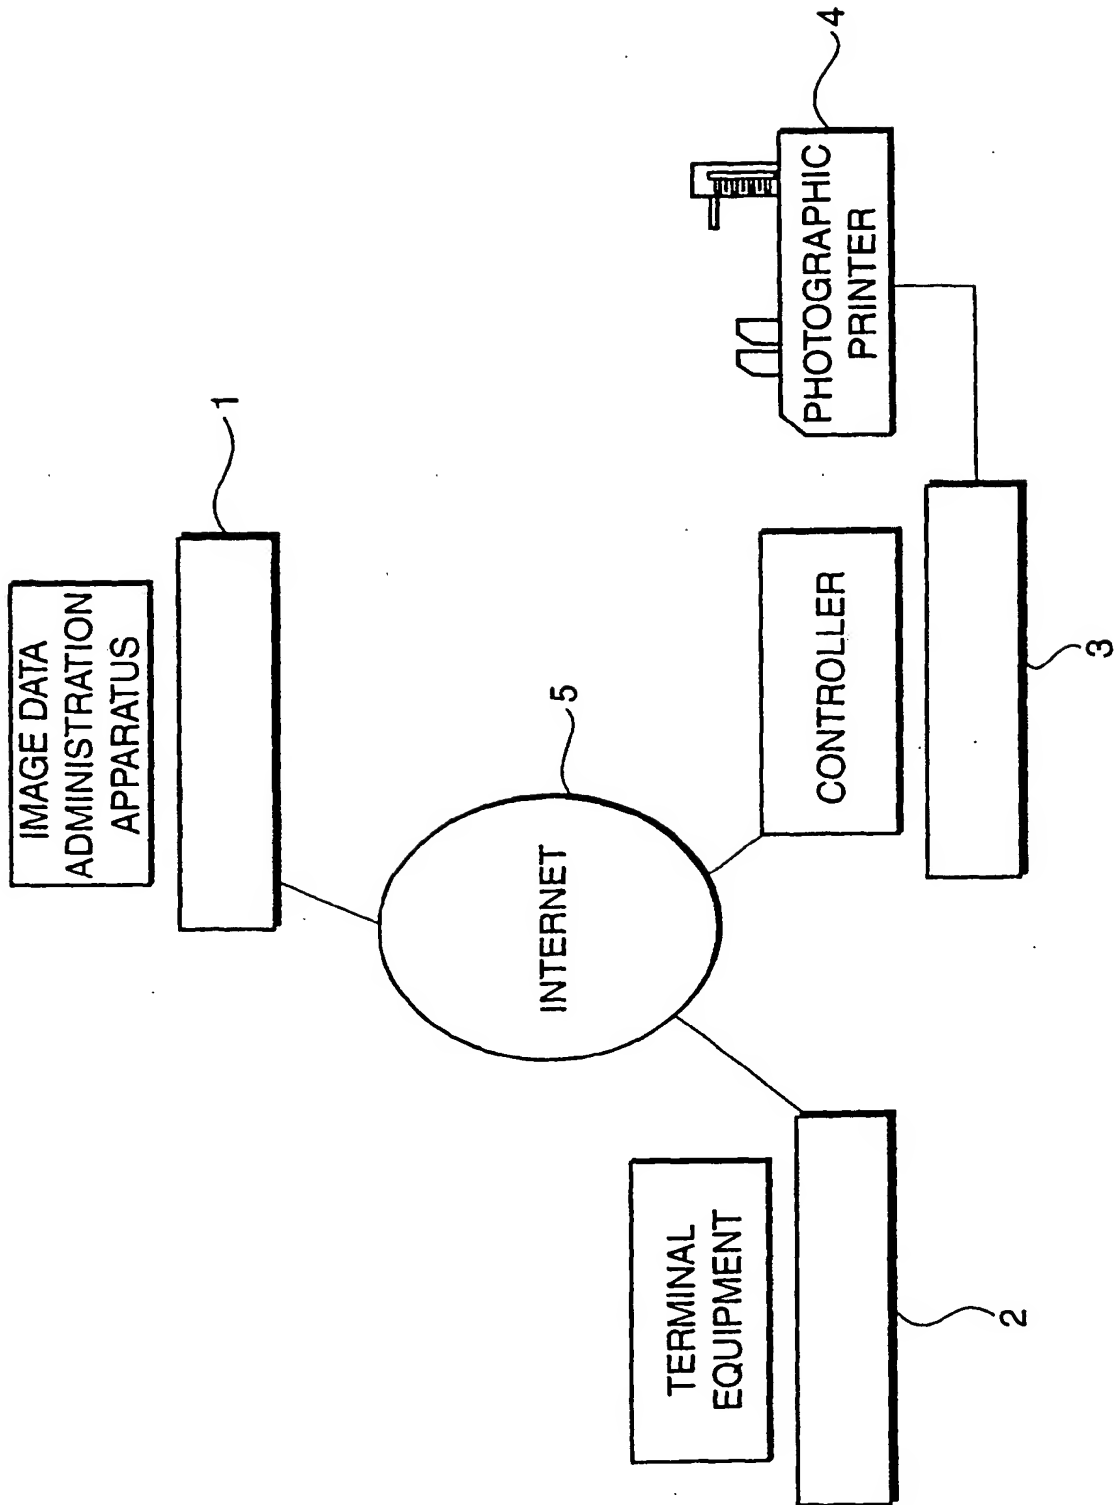 IMAGE DATA
ADMINISTRATION
APPARATUS
1
5
INTERNET
TERMINAL
EQUIPMENT
2
CONTROLLER
3
PHOTOGRAPHIC
PRINTER
4